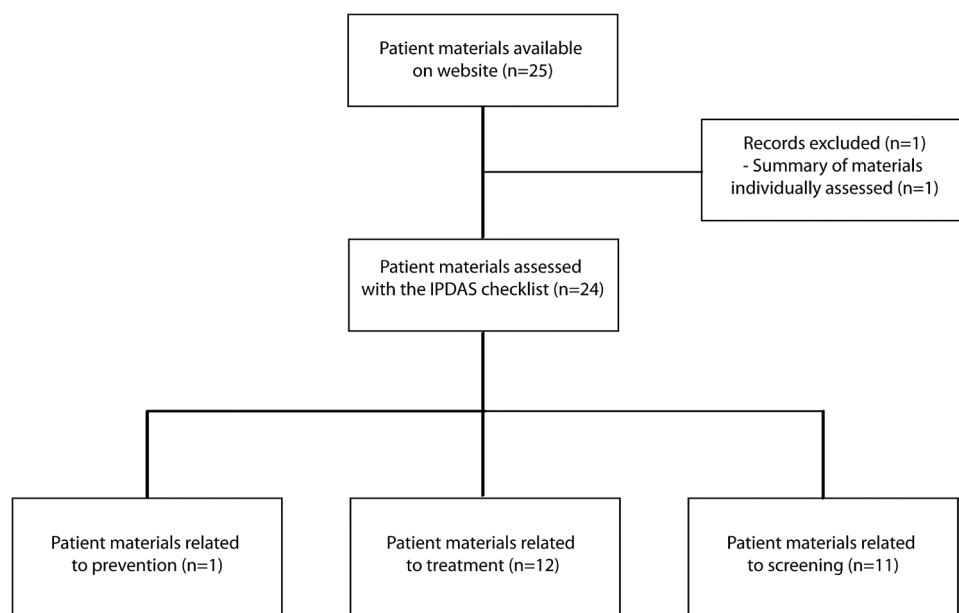 Patient materials available
on website (n=25)
Records excluded (n=1)
- Summary of materials
individually assessed (n=1)
Patient materials assessed
with the IPDAS checklist (n=24)
Patient materials related
to prevention (n=1)
Patient materials related
to treatment (n=12)
Patient materials related
to screening (n=11)